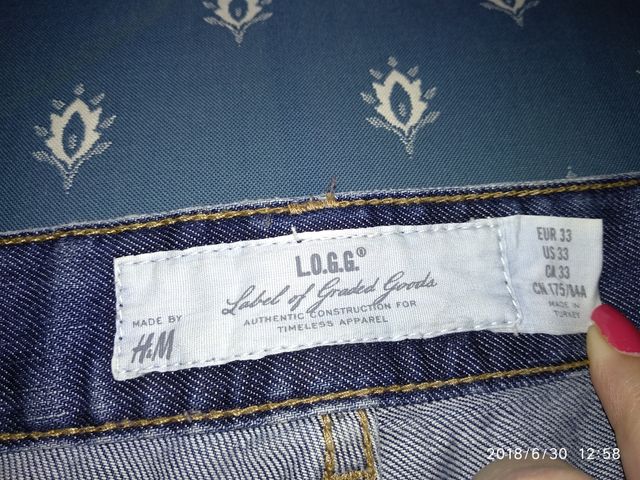 L.O.G.G.®
Label of Graded Goods
AUTHENTIC CONSTRUCTION FOR
TIMELESS APPAREL
MADE BY
H&M
EUR 33
US 33
CA 33
CN 175/84A
MADE IN
TURKEY
2018/6/30 12:58